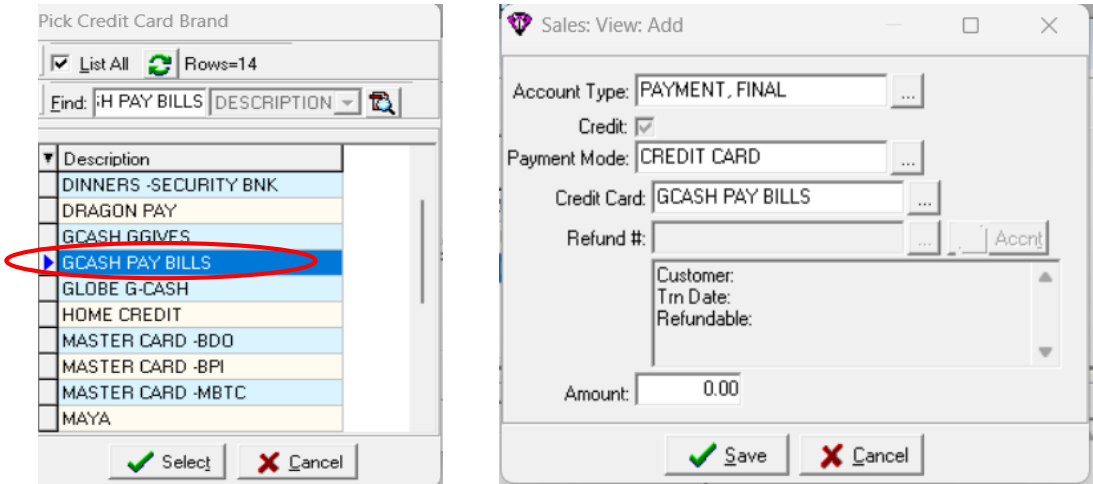 Pick Credit Card Brand
List All Rows=14
Find: H PAY BILLS DESCRIPTION
Description
DINNERS -SECURITY BNK
DRAGON PAY
GCASH GGIVES
GCASH PAY BILLS
GLOBE G-CASH
HOME CREDIT
MASTER CARD -BDO
MASTER CARD -BPI
MASTER CARD -MBTC
MAYA
Select Cancel
Sales: View: Add
Account Type: PAYMENT, FINAL ...
Credit:
Payment Mode: CREDIT CARD ...
Credit Card: GCASH PAY BILLS ...
Refund #: ... Accnt
Customer:
Trn Date:
Refundable:
Amount: 0.00
Save Cancel